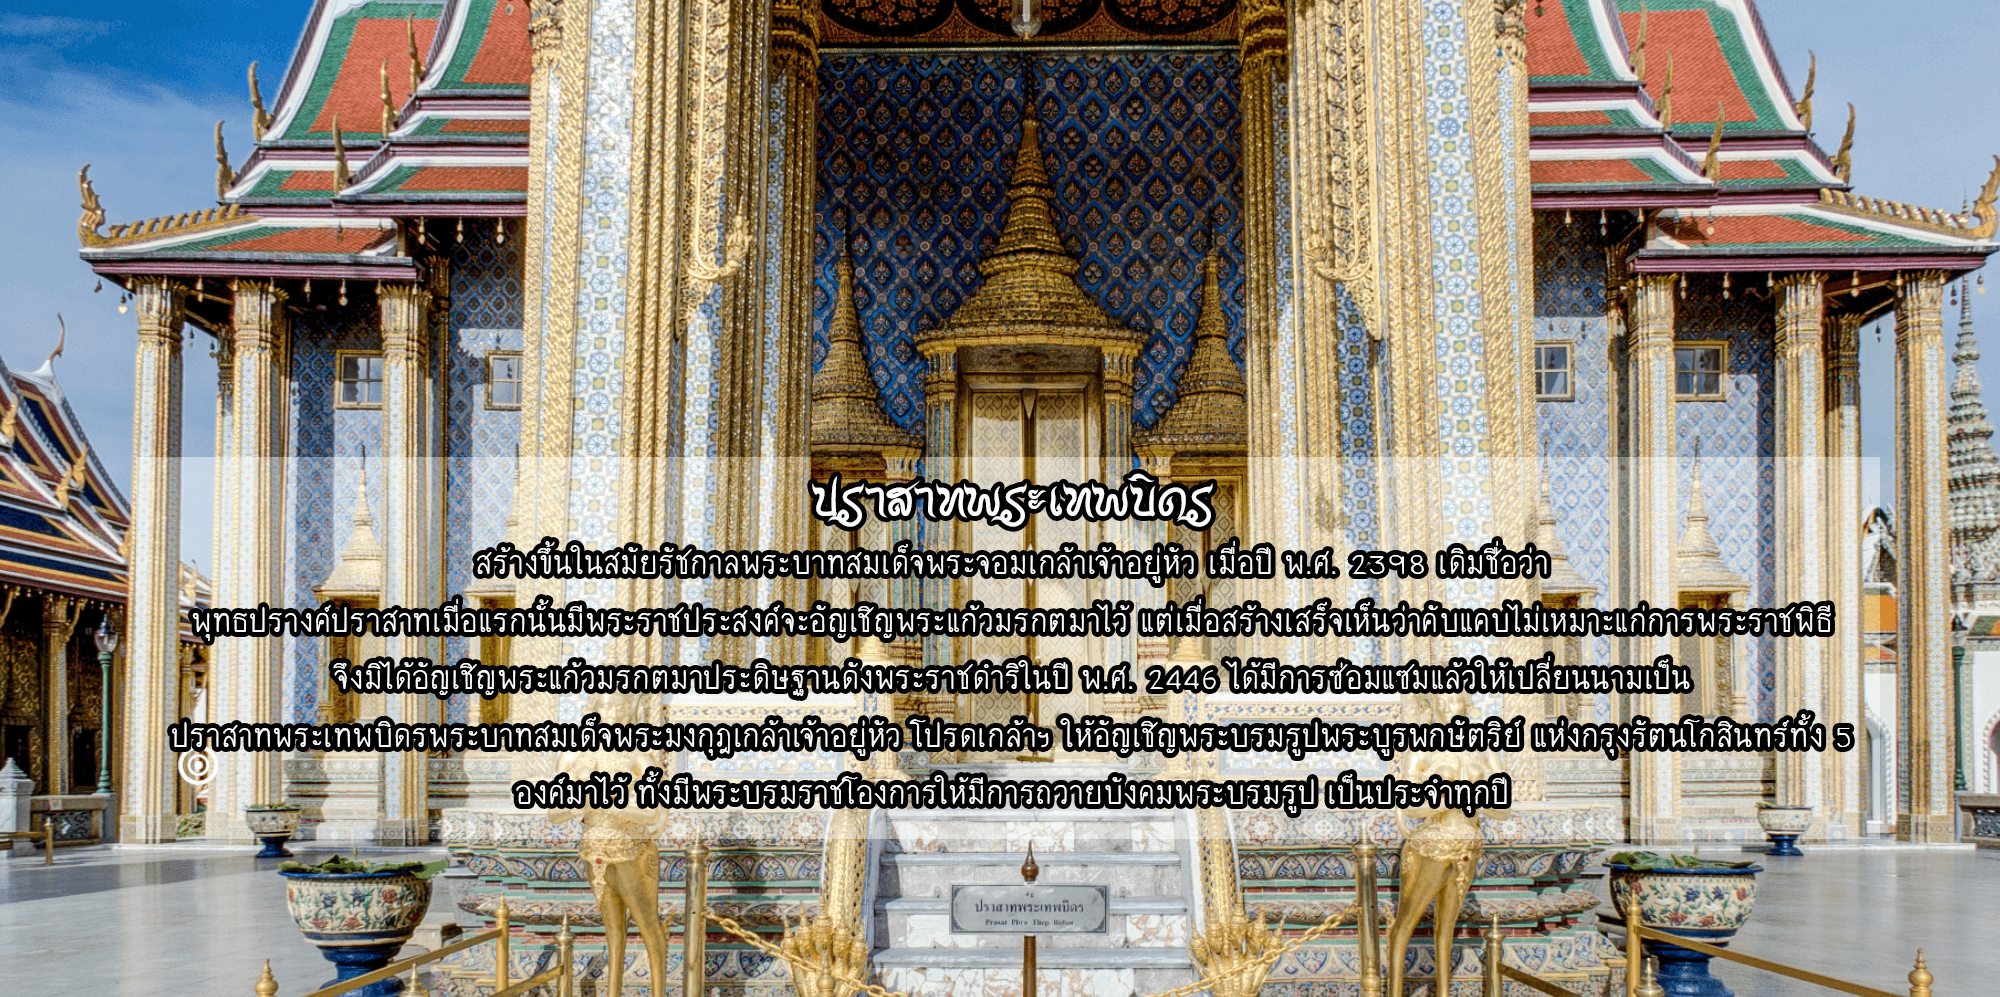 ปราสาทพระเทพบิดร
สร้างขึ้นในสมัยรัชกาลพระบาทสมเด็จพระจอมเกล้าเจ้าอยู่หัว เมื่อปี พ.ศ. 2398 เดิมชื่อว่า
พุทธปรางค์ปราสาทเมื่อแรกนั้นมีพระราชประสงค์จะอัญเชิญพระแก้วมรกตมาไว้ แต่เมื่อสร้างเสร็จเห็นว่าคับแคบไม่เหมาะแก่การพระราชพิธี
จึงมิได้อัญเชิญพระแก้วมรกตมาประดิษฐานดังพระราชดำริในปี พ.ศ. 2446 ได้มีการซ่อมแซมแล้วให้เปลี่ยนนามเป็น
ปราสาทพระเทพบิดรพระบาทสมเด็จพระมงกุฎเกล้าเจ้าอยู่หัว โปรดเกล้าฯ ให้อัญเชิญพระบรมรูปพระบูรพกษัตริย์ แห่งกรุงรัตนโกสินทร์ทั้ง 5
องค์มาไว้ ทั้งมีพระบรมราชโองการให้มีการถวายบังคมพระบรมรูป เป็นประจำทุกปี
ปราสาทพระเทพบิดร
Prasat Phra Thep Bidon